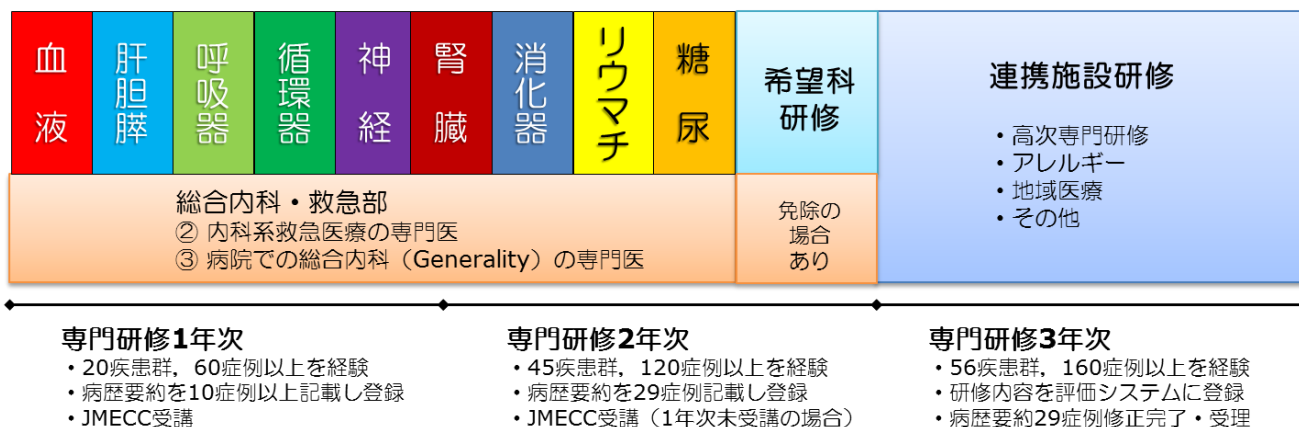 血液
肝胆膵
呼吸器
循環器
神経
腎臓
消化器
リウマチ
糖尿
希望科
研修
連携施設研修
・高次専門研修
・アレルギー
・地域医療
・その他
総合内科・救急部
② 内科系救急医療の専門医
③ 病院での総合内科（Generality）の専門医
免除の
場合
あり
専門研修1年次
・20疾患群，60症例以上を経験
・病歴要約を10症例以上記載し登録
・JMECC受講
専門研修2年次
・45疾患群，120症例以上を経験
・病歴要約を29症例記載し登録
・JMECC受講（1年次未受講の場合）
専門研修3年次
・56疾患群，160症例以上を経験
・研修内容を評価システムに登録
・病歴要約29症例修正完了・受理